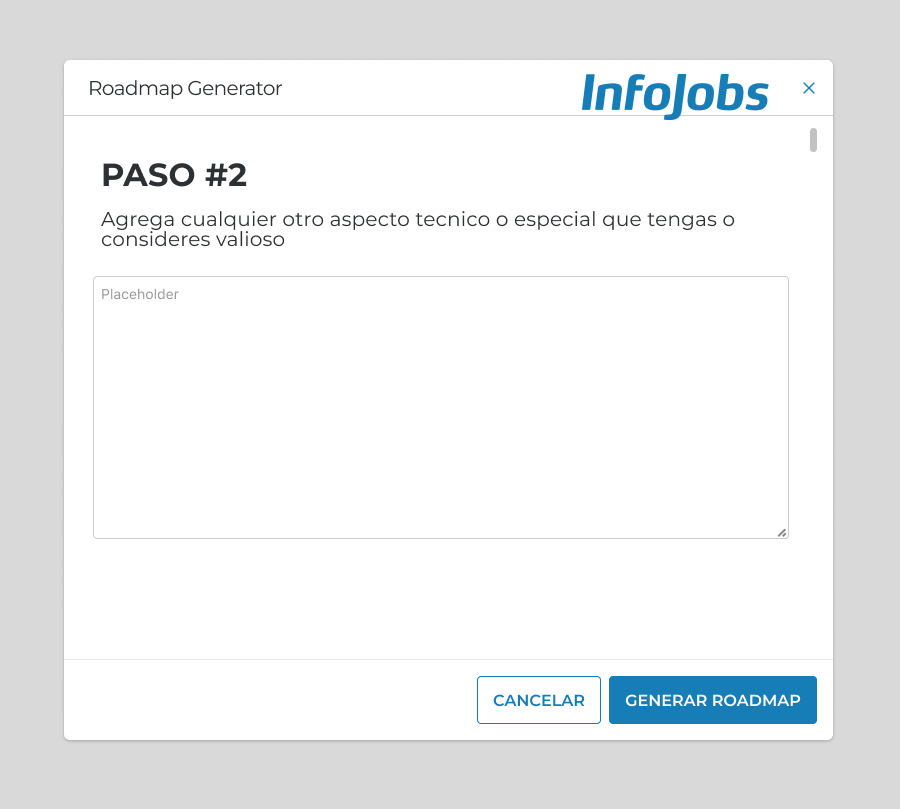 Roadmap Generator
InfoJobs
PASO #2
Agrega cualquier otro aspecto tecnico o especial que tengas o
consideres valioso
Placeholder
CANCELAR
GENERAR ROADMAP